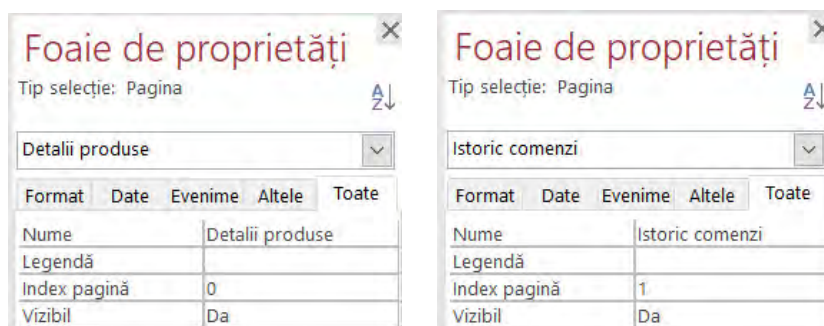 Foaie de proprietăți
Tip selecție: Pagina
Detalii produse
Format Date Evenime Altele Toate
Nume Detalii produse
Legendă
Index pagină 0
Vizibil Da
Foaie de proprietăți
Tip selecție: Pagina
Istoric comenzi
Format Date Evenime Altele Toate
Nume Istoric comenzi
Legendă
Index pagină 1
Vizibil Da